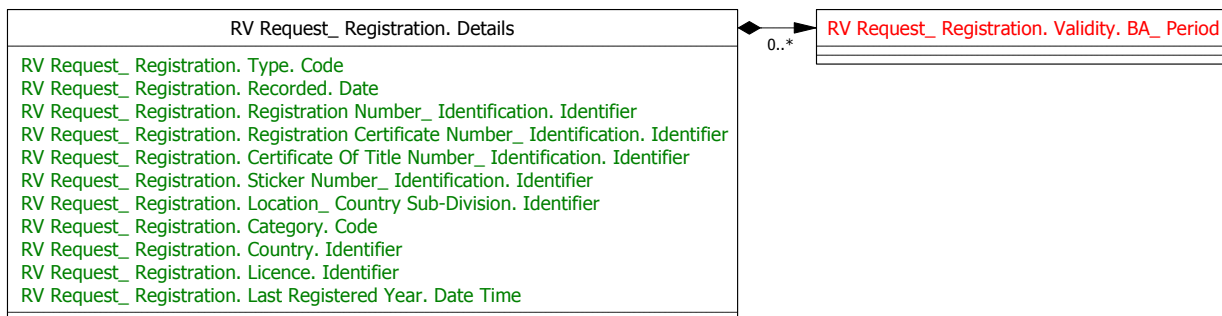 RV Request_ Registration. Details
RV Request_ Registration. Type. Code
RV Request_ Registration. Recorded. Date
RV Request_ Registration. Registration Number_ Identification. Identifier
RV Request_ Registration. Registration Certificate Number_ Identification. Identifier
RV Request_ Registration. Certificate Of Title Number_ Identification. Identifier
RV Request_ Registration. Sticker Number_ Identification. Identifier
RV Request_ Registration. Location_ Country Sub-Division. Identifier
RV Request_ Registration. Category. Code
RV Request_ Registration. Country. Identifier
RV Request_ Registration. Licence. Identifier
RV Request_ Registration. Last Registered Year. Date Time
0..*
RV Request_ Registration. Validity. BA_ Period